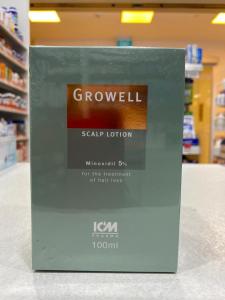 GROWELL
SCALP LOTION
Minoxidil 5%
for the treatment
of hair loss
ICM
PHARMA
100ml